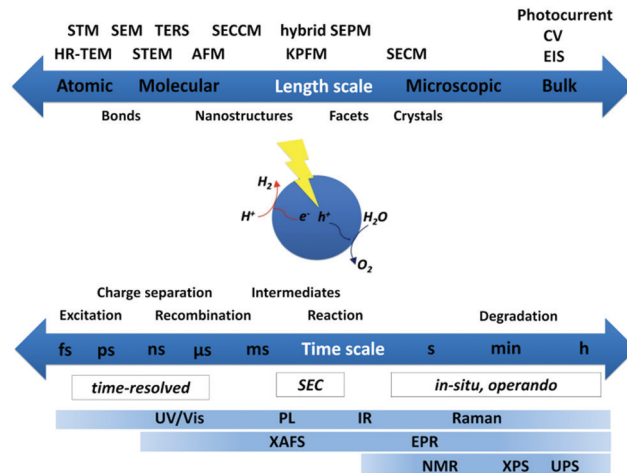 Photocurrent
STM SEM TERS SECCM hybrid SEPM CV
HR-TEM STEM AFM KPFM SECM EIS
Atomic Molecular Length scale Microscopic Bulk
Bonds Nanostructures Facets Crystals
H2
H+ e- h+ H2O
O2
Charge separation Intermediates
Excitation Recombination Reaction Degradation
fs ps ns µs ms Time scale s min h
time-resolved SEC in-situ, operando
UV/Vis PL IR Raman
XAFS EPR
NMR XPS UPS